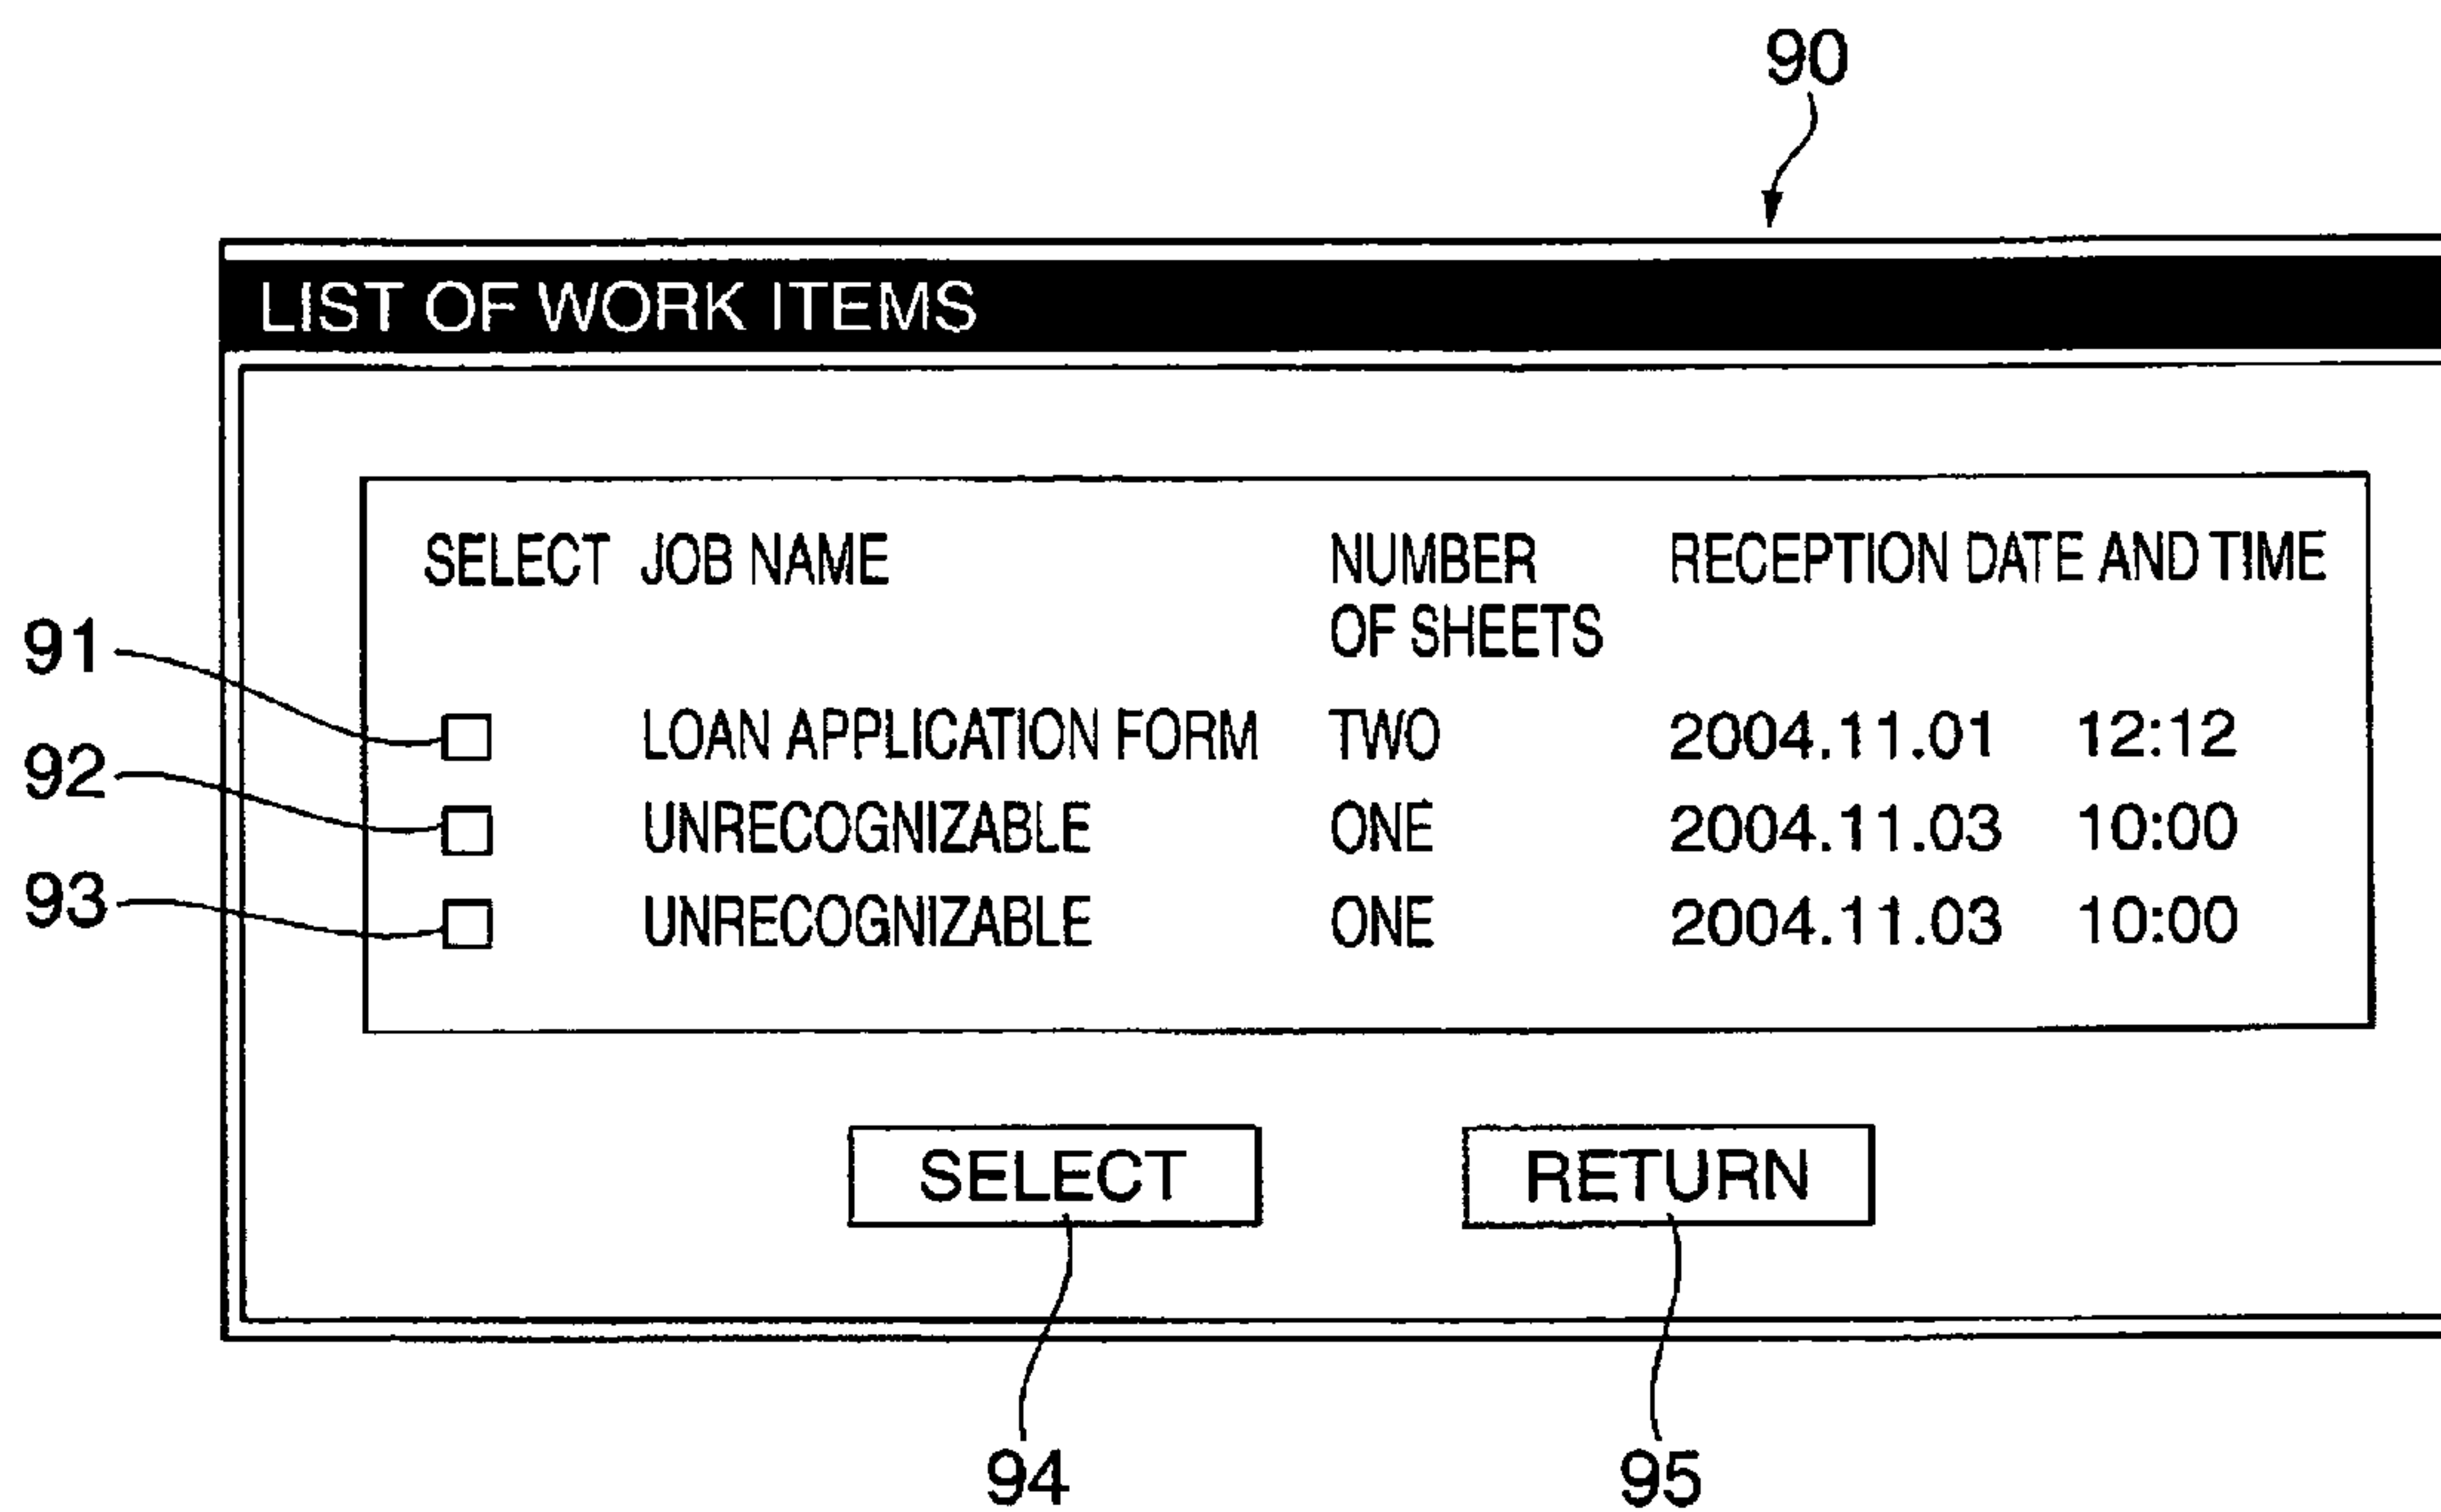 90
LIST OF WORK ITEMS
SELECT JOB NAME NUMBER OF SHEETS RECEPTION DATE AND TIME
91
LOAN APPLICATION FORM TWO 2004.11.01 12:12
92
UNRECOGNIZABLE ONE 2004.11.03 10:00
93
UNRECOGNIZABLE ONE 2004.11.03 10:00
SELECT RETURN
94 95